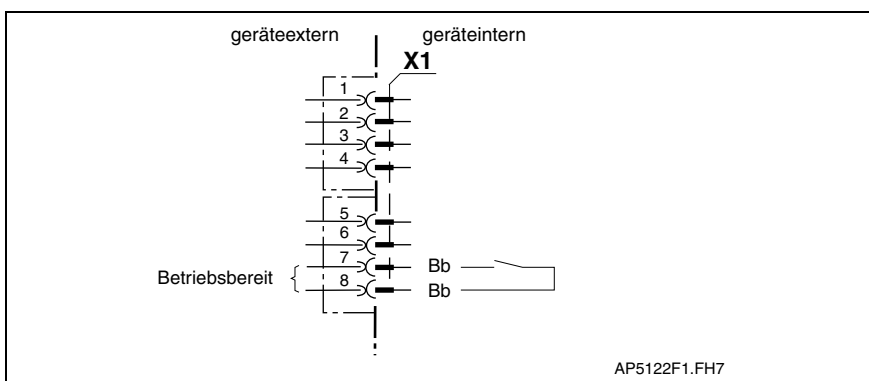 geräteextern geräteintern
X1
1
2
3
4
5
6
7 Bb
Betriebsbereit
8 Bb
AP5122F1.FH7